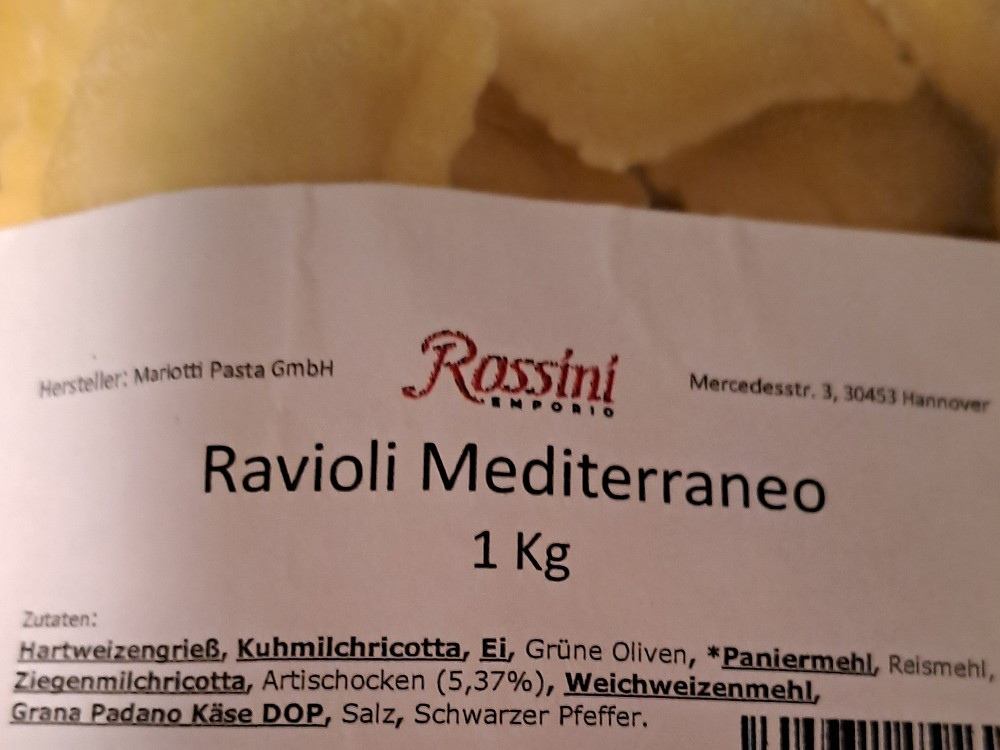 Hersteller: Mariotti Pasta GmbH
Rossini
EMPORIO
Mercedesstr. 3, 30453 Hannover
Ravioli Mediterraneo
1 Kg
Zutaten:
Hartweizengrieß, Kuhmilchricotta, Ei, Grüne Oliven, *Paniermehl, Reismehl,
Ziegenmilchricotta, Artischocken (5,37%), Weichweizenmehl,
Grana Padano Käse DOP, Salz, Schwarzer Pfeffer.